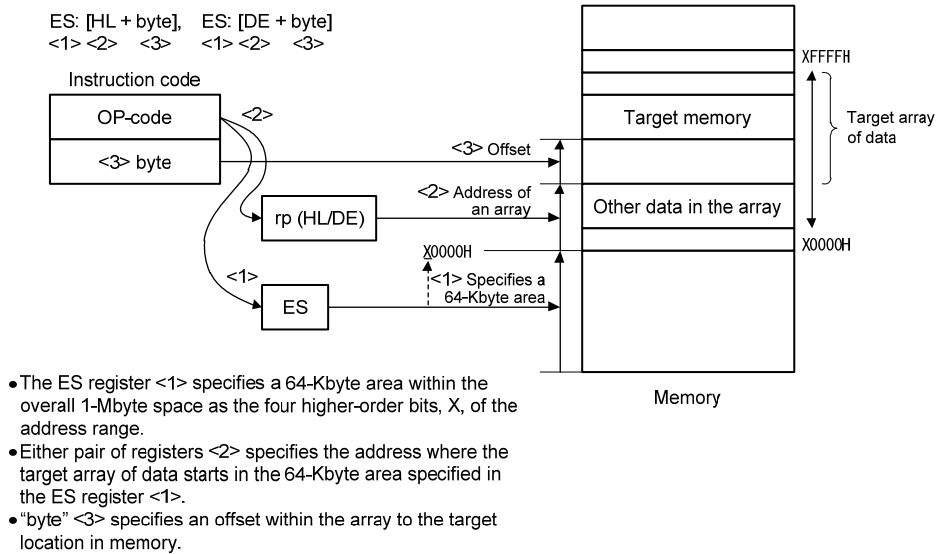 ES: [HL + byte], ES: [DE + byte]
<1> <2> <3> <1> <2> <3>
Instruction code
OP-code
<3> byte
<2>
<1>
rp (HL/DE)
ES
<3> Offset
<2> Address of
an array
X0000H
<1> Specifies a
64-Kbyte area
Target memory
Other data in the array
XFFFFH
Target array
of data
X0000H
Memory
• The ES register <1> specifies a 64-Kbyte area within the
overall 1-Mbyte space as the four higher-order bits, X, of the
address range.
• Either pair of registers <2> specifies the address where the
target array of data starts in the 64-Kbyte area specified in
the ES register <1>.
• “byte” <3> specifies an offset within the array to the target
location in memory.